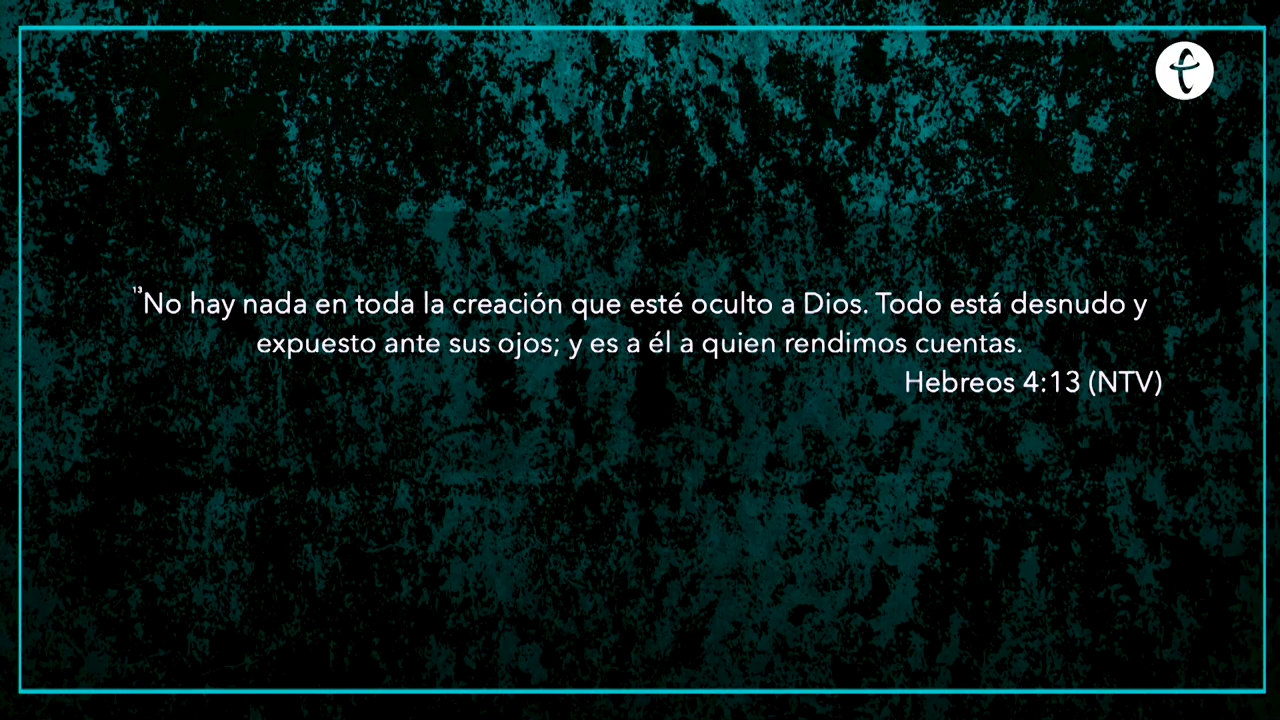 ¹³No hay nada en toda la creación que esté oculto a Dios. Todo está desnudo y
expuesto ante sus ojos; y es a él a quien rendimos cuentas.
Hebreos 4:13 (NTV)